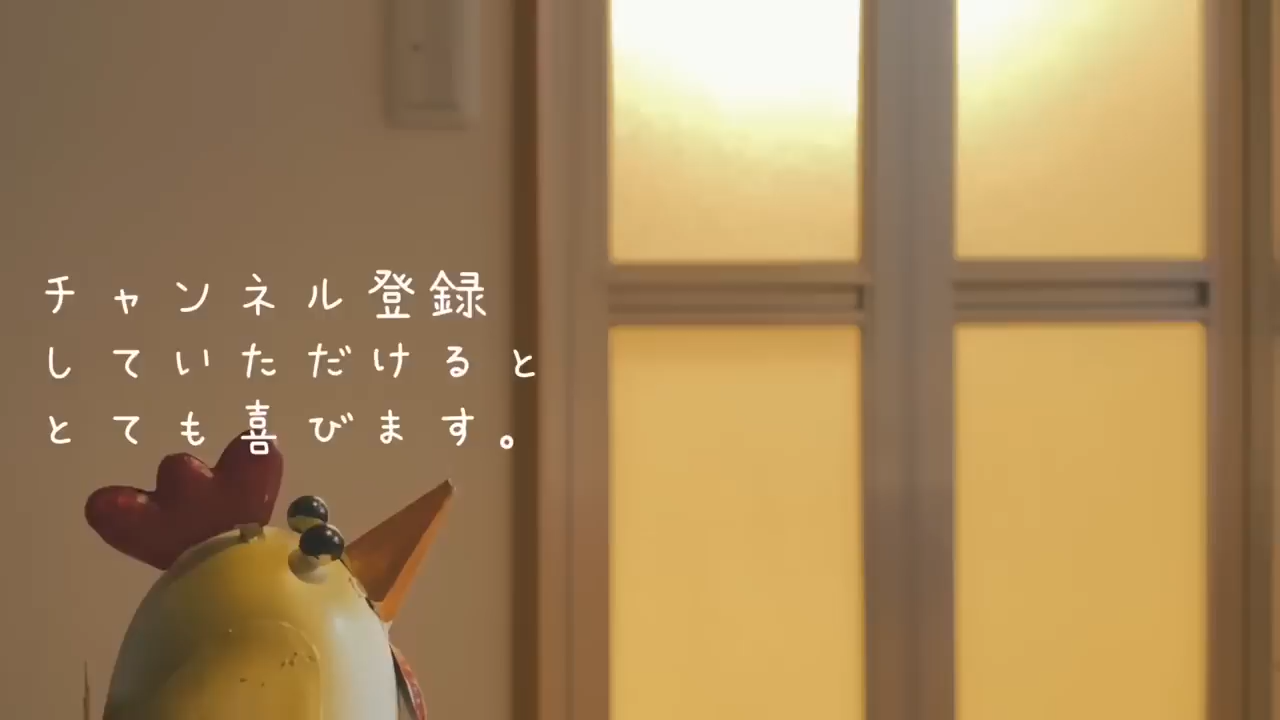 チャンネル登録
していただけると
とても喜びます。